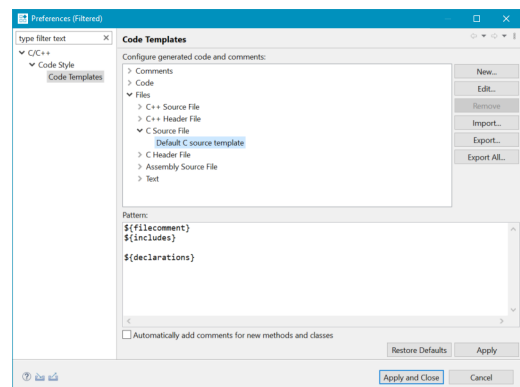 Preferences (Filtered)
type filter text
C/C++
Code Style
Code Templates
Code Templates
Configure generated code and comments:
Comments
Code
Files
C++ Source File
C++ Header File
C Source File
Default C source template
C Header File
Assembly Source File
Text
New...
Edit...
Remove
Import...
Export...
Export All...
Pattern:
${filecomment}
${includes}
${declarations}
Automatically add comments for new methods and classes
Restore Defaults
Apply
Apply and Close
Cancel